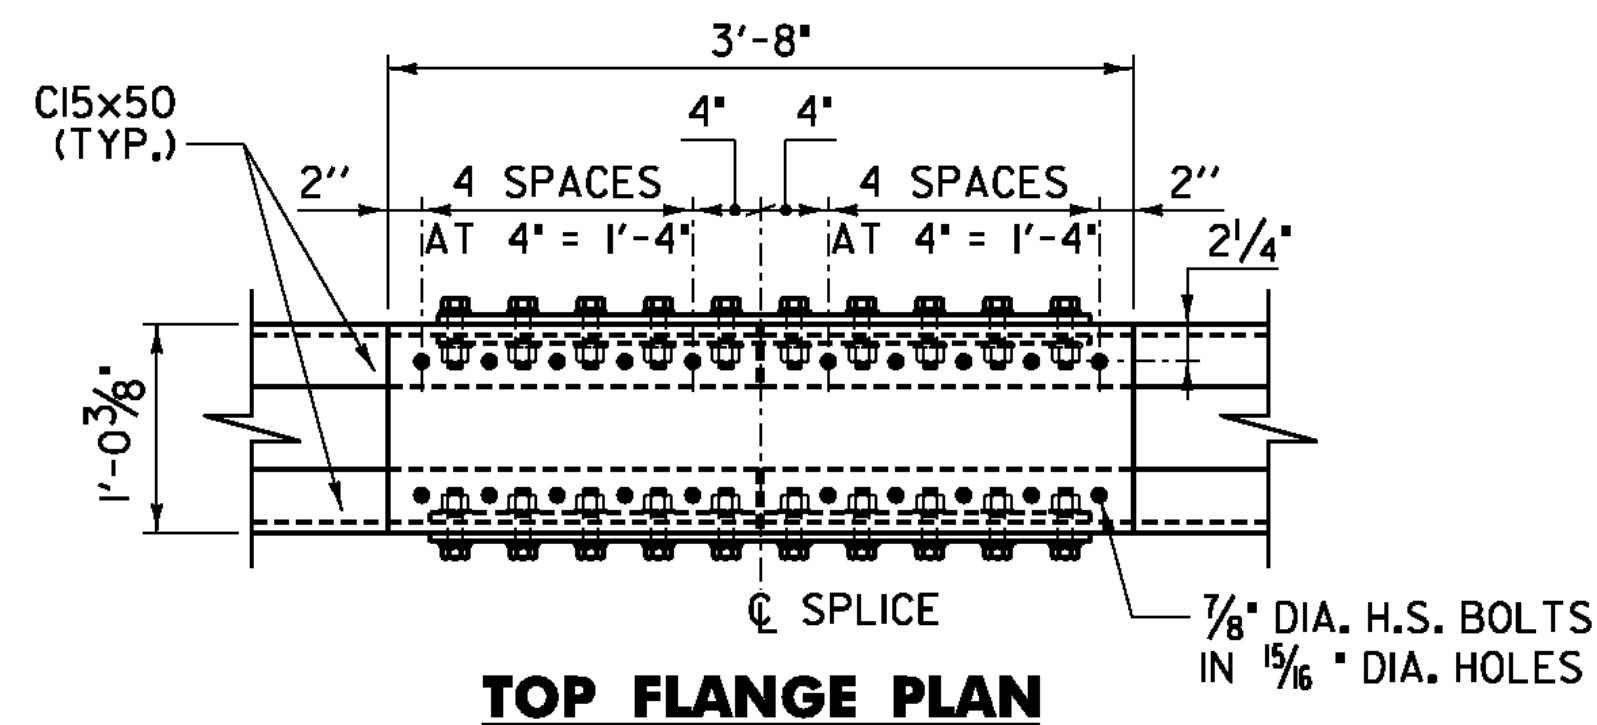 3'-8"
C15x50
(TYP.)
4" 4"
2'' 4 SPACES 4 SPACES 2''
AT 4" = 1'-4" AT 4" = 1'-4"
2 1/4"
1'-0 3/8"
℄ SPLICE
7/8" DIA. H.S. BOLTS
IN 15/16 " DIA. HOLES
TOP FLANGE PLAN